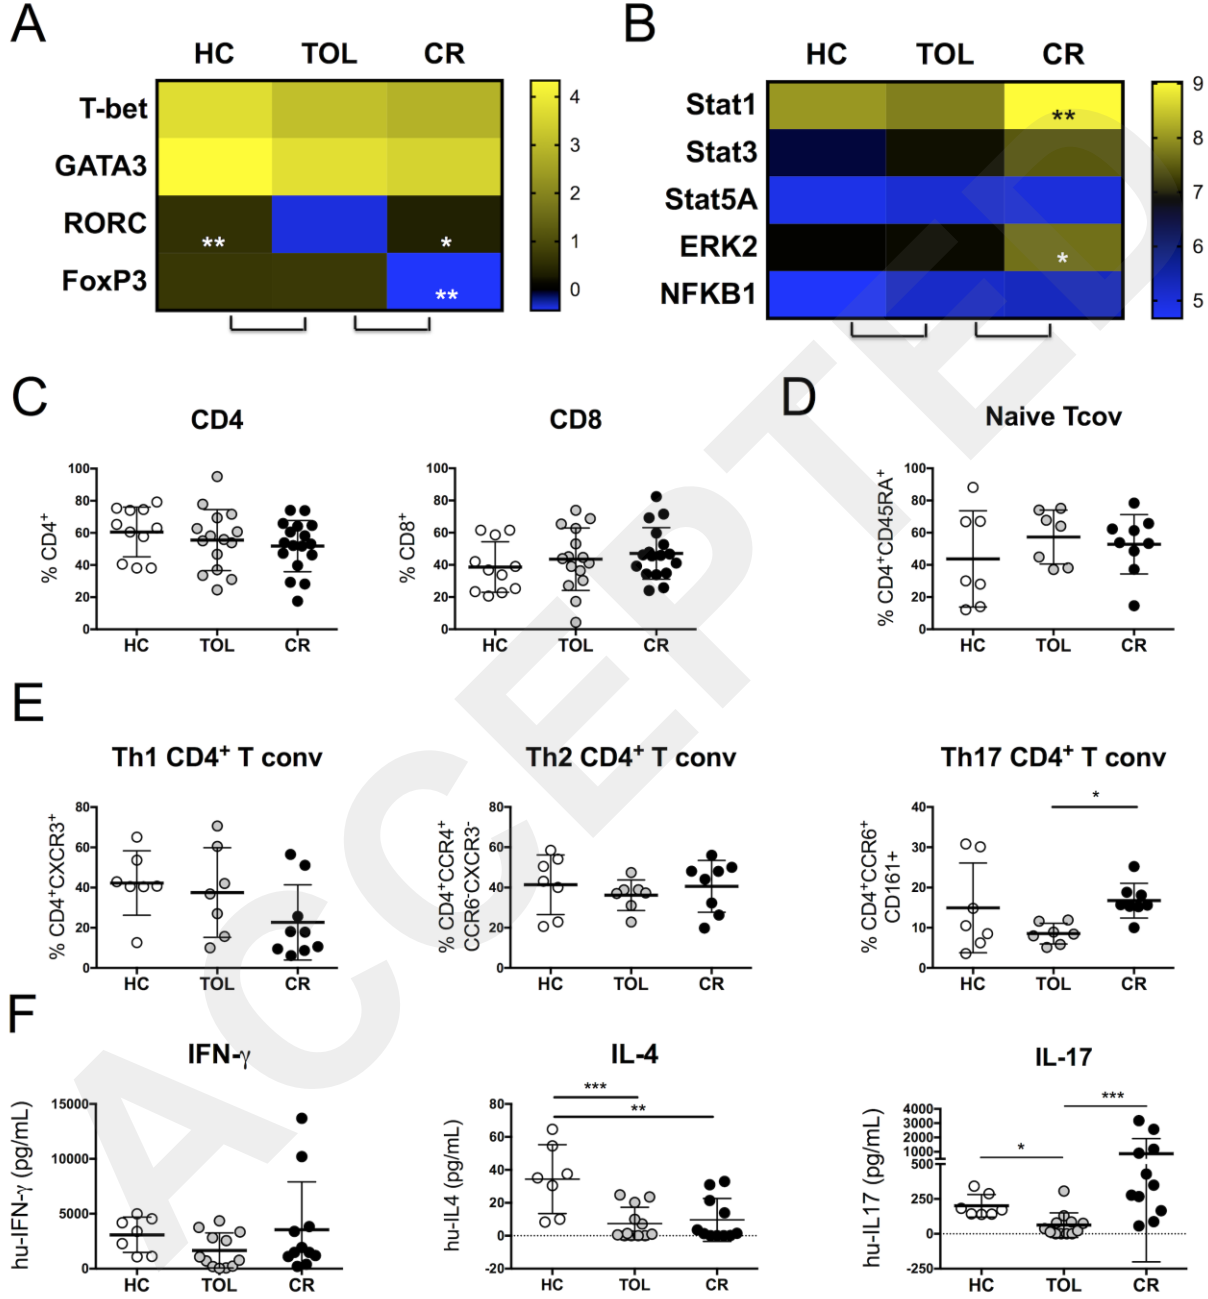 A
HC TOL CR
T-bet
GATA3
RORC
FoxP3
** *
**
4
3
2
1
0
B
HC TOL CR
Stat1
Stat3
Stat5A
ERK2
NFKB1
**
*
9
8
7
6
5
C
CD4
% CD4+
100
80
60
40
20
0
HC TOL CR
CD8
% CD8+
100
80
60
40
20
0
HC TOL CR
D
Naive Tcov
% CD4+CD45RA+
100
80
60
40
20
0
HC TOL CR
E
Th1 CD4+ T conv
% CD4+CXCR3+
80
60
40
20
0
HC TOL CR
Th2 CD4+ T conv
% CD4+CCR4+
CCR6-CXCR3-
80
60
40
20
0
HC TOL CR
Th17 CD4+ T conv
% CD4+CCR6+
CD161+
40
30
20
10
0
*
HC TOL CR
F
IFN-γ
hu-IFN-γ (pg/mL)
15000
10000
5000
0
HC TOL CR
IL-4
hu-IL4 (pg/mL)
80
60
40
20
0
-20
***
**
HC TOL CR
IL-17
hu-IL17 (pg/mL)
4000
3000
2000
1000
500
250
0
-250
*
***
HC TOL CR
ACCEPTED